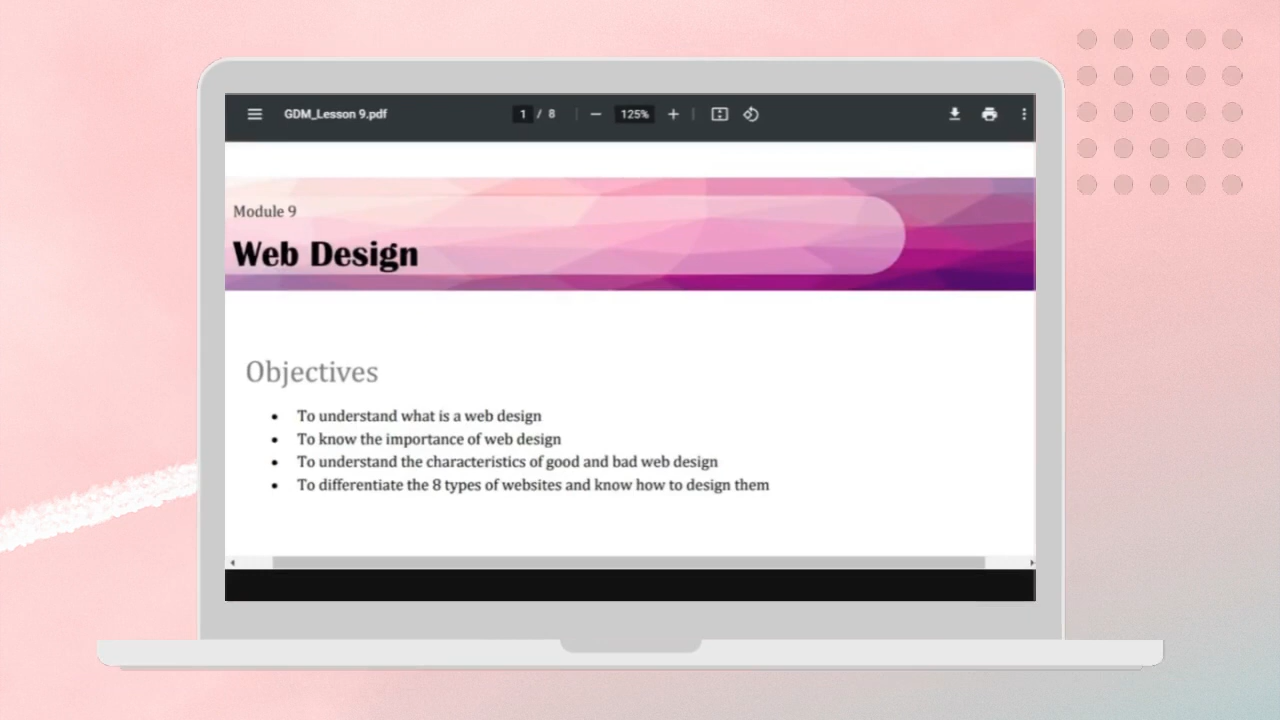 GDM_Lesson 9.pdf
1 / 8
125%
Module 9
Web Design
Objectives
• To understand what is a web design
• To know the importance of web design
• To understand the characteristics of good and bad web design
• To differentiate the 8 types of websites and know how to design them